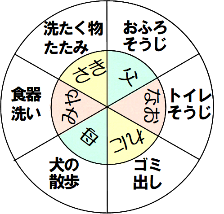 洗たく物
たたみ
おふろ
そうじ
さき
父
食器
洗い
みや
なお
トイレ
そうじ
母
れに
犬の
散歩
ゴミ
出し